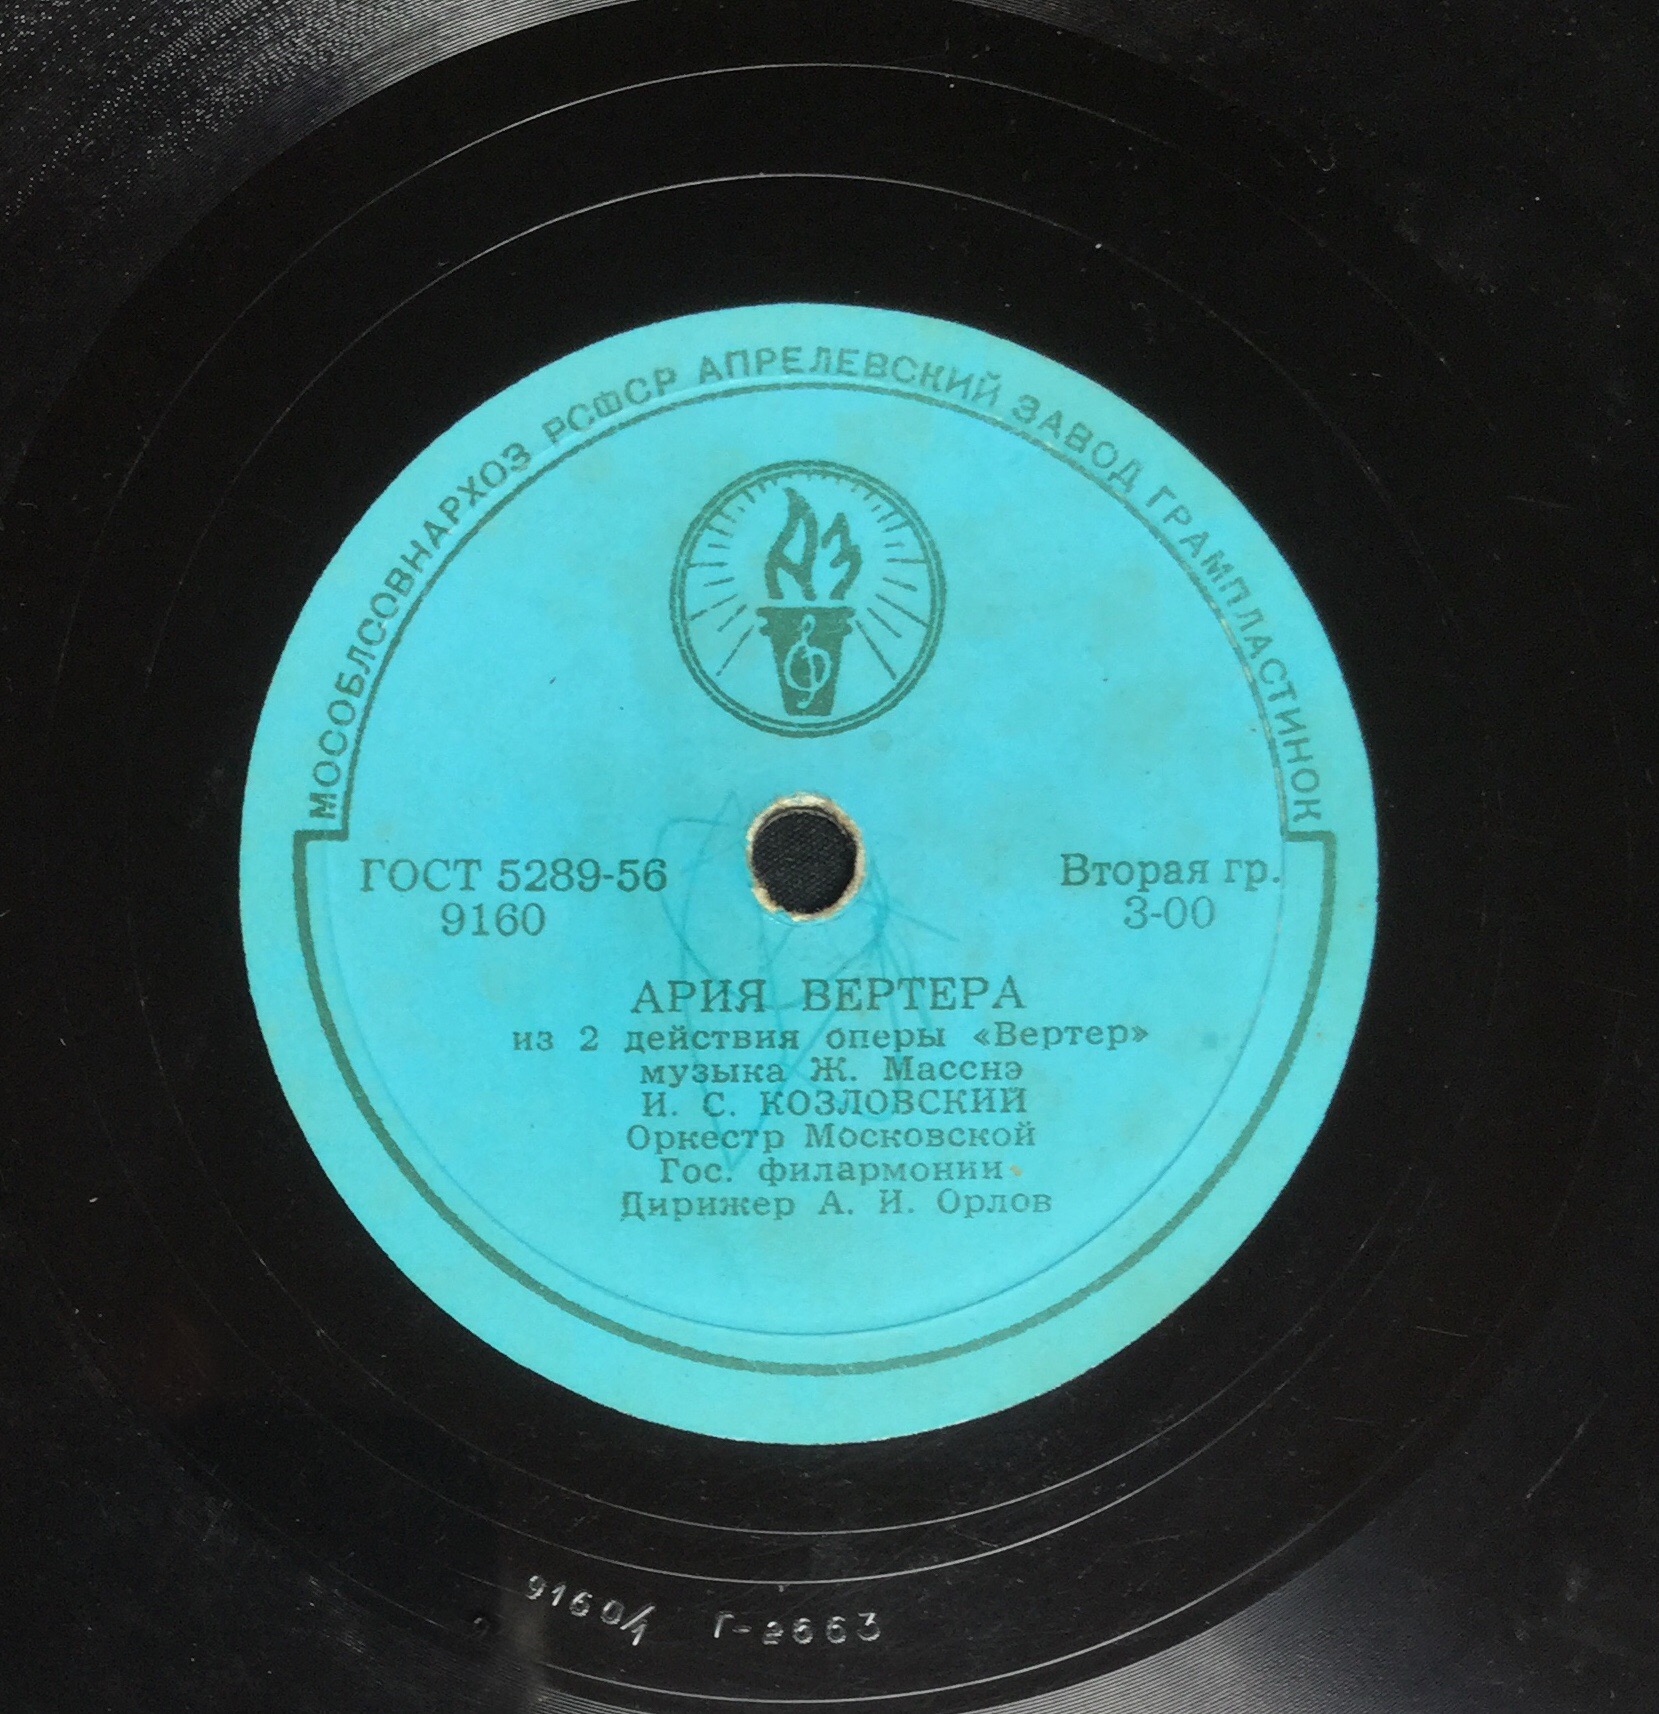 МОСОБЛСОВНАРХОЗ РСФСР АПРЕЛЕВСКИЙ ЗАВОД ГРАМПЛАСТИНОК
АЗ
ГОСТ 5289-56
9160
Вторая гр.
3-00
АРИЯ ВЕРТЕРА
из 2 действия оперы «Вертер»
музыка Ж. Масснэ
И. С. КОЗЛОВСКИЙ
Оркестр Московской
Гос. филармонии
Дирижер А. И. Орлов
9160/1 Г-2663